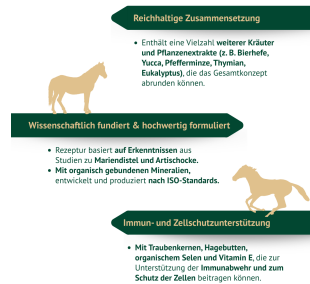 Reichhaltige Zusammensetzung
• Enthält eine Vielzahl weiterer Kräuter
und Pflanzenextrakte (z. B. Bierhefe,
Yucca, Pfefferminze, Thymian,
Eukalyptus), die das Gesamtkonzept
abrunden können.
Wissenschaftlich fundiert & hochwertig formuliert
• Rezeptur basiert auf Erkenntnissen aus
Studien zu Mariendistel und Artischocke.
• Mit organisch gebundenen Mineralien,
entwickelt und produziert nach ISO-Standards.
Immun- und Zellschutzunterstützung
• Mit Traubenkernen, Hagebutten,
organischem Selen und Vitamin E, die zur
Unterstützung der Immunabwehr und zum
Schutz der Zellen beitragen können.